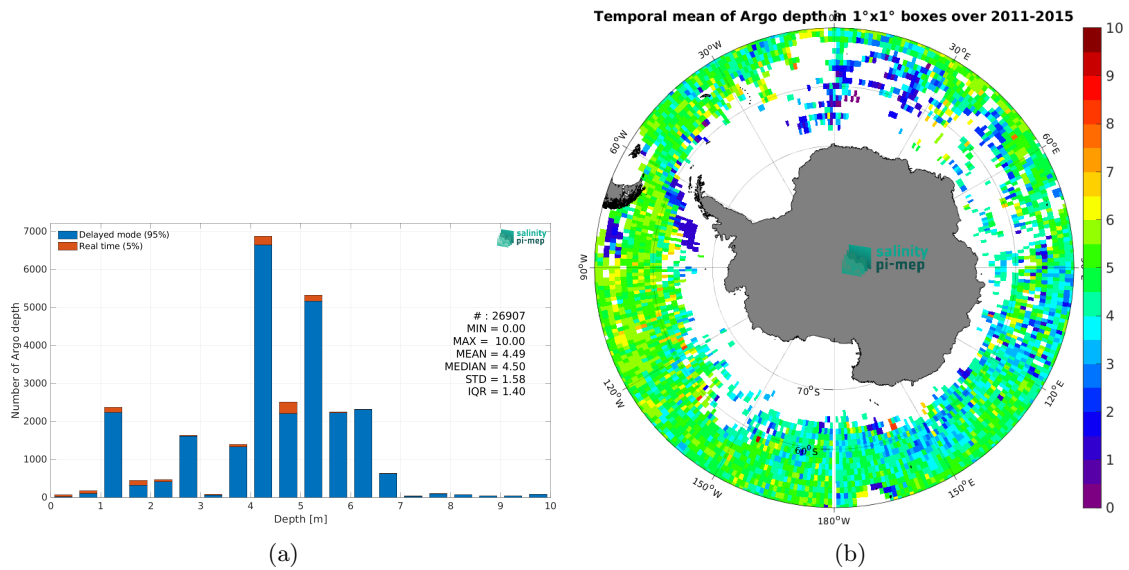 Temporal mean of Argo depth in 1°x1° boxes over 2011-2015
Delayed mode (95%)
Real time (5%)
salinity
pi-mep
# : 26907
MIN = 0.00
MAX = 10.00
MEAN = 4.49
MEDIAN = 4.50
STD = 1.58
IQR = 1.40
Number of Argo depth
7000
6000
5000
4000
3000
2000
1000
0
0 1 2 3 4 5 6 7 8 9 10
Depth [m]
(a)
30°W
30°E
60°W
60°E
90°W
120°W
120°E
150°W
150°E
180°W
70°S
60°S
salinity
pi-mep
10
9
8
7
6
5
4
3
2
1
0
(b)